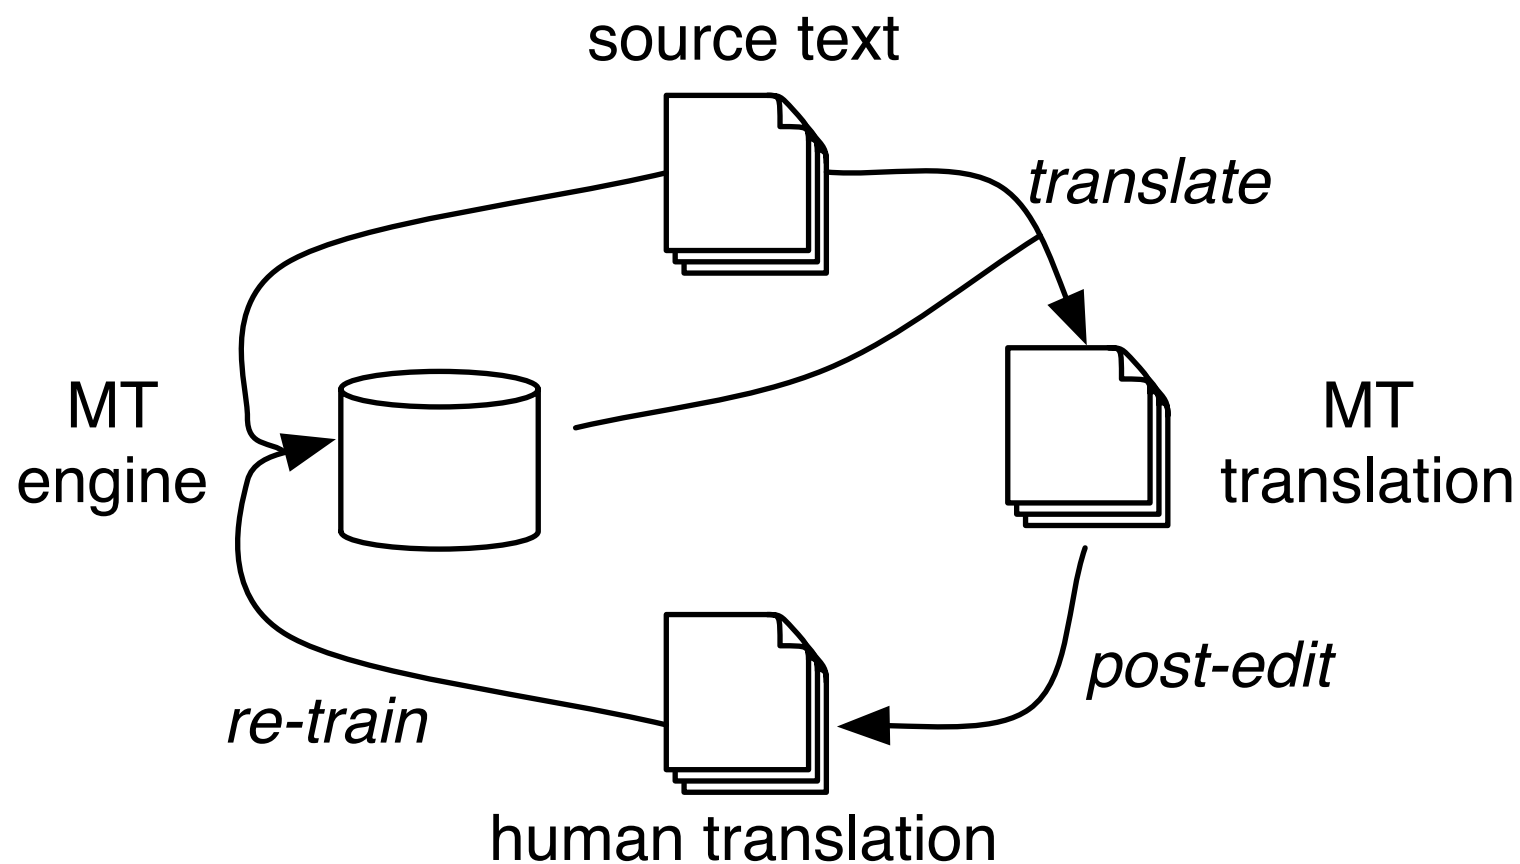 source text
translate
MT
engine
MT
translation
post-edit
re-train
human translation